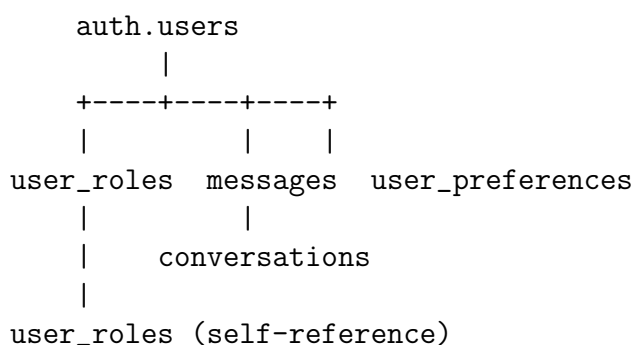 auth.users
|
+----+----+----+
| | |
user_roles messages user_preferences
| |
| conversations
|
user_roles (self-reference)